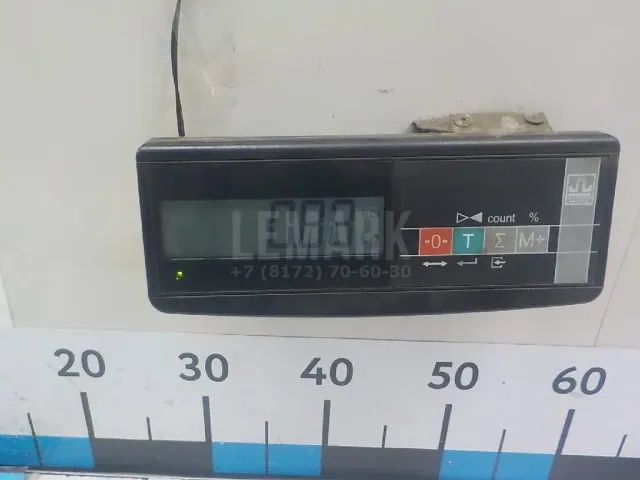 LEMARK
+7 (8172) 70-60-30
count %
-0- T Σ M+
20 30 40 50 60